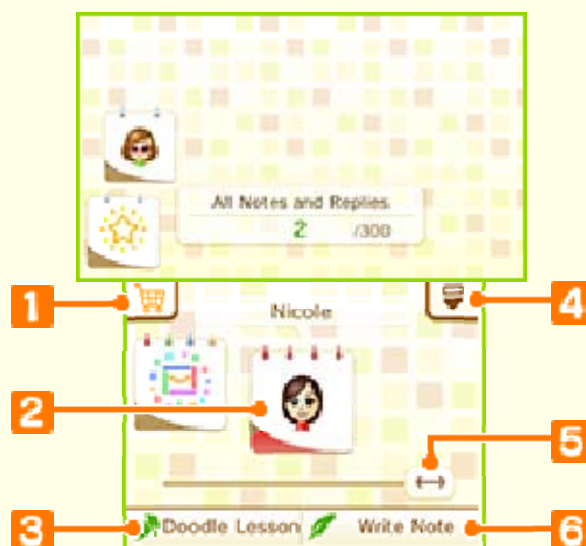 All Notes and Replies
2 /300
1
4
Nicole
2
5
3
Doodle Lesson
Write Note
6